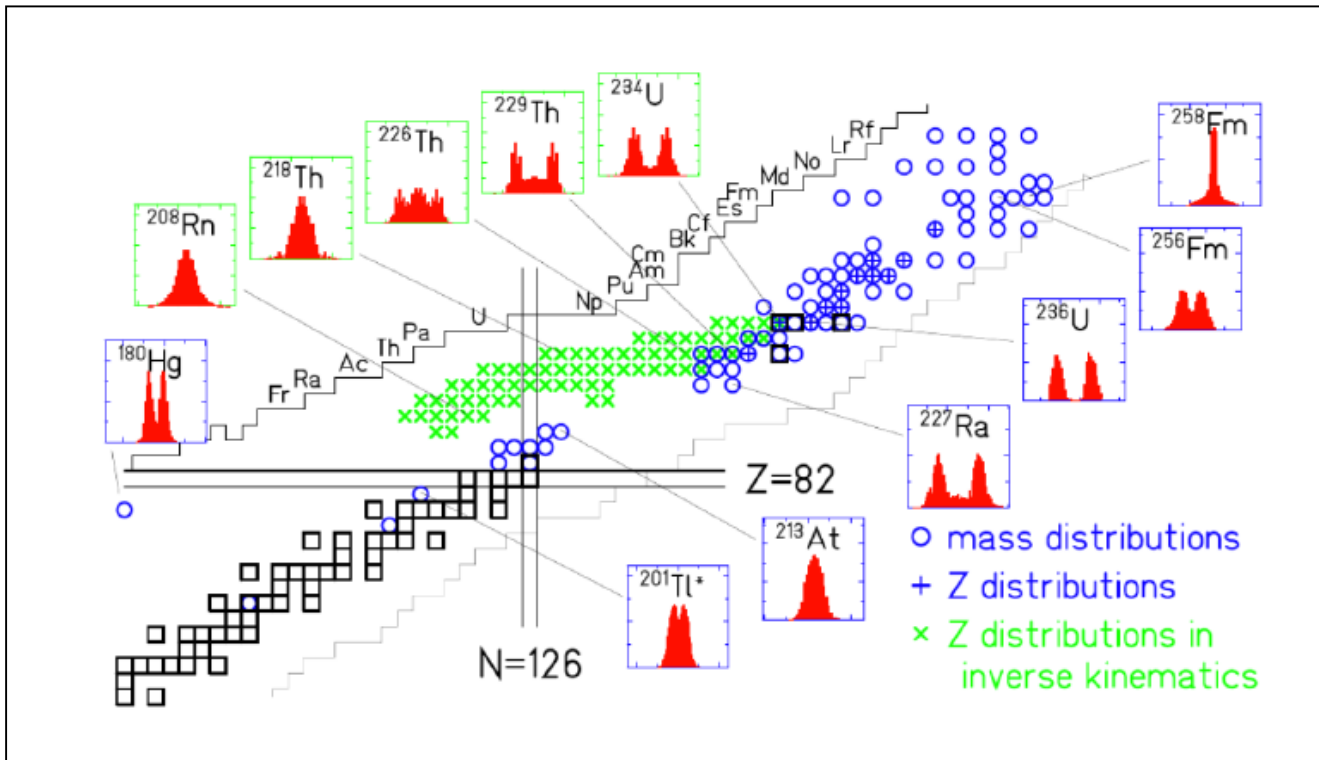 258Fm
234U
229Th
226Th
218Th
208Rn
180Hg
256Fm
236U
227Ra
213At
201Tl*
Rf
Lr
No
Md
Fm
Es
Cf
Bk
Cm
Am
Pu
Np
U
Pa
Th
Ac
Ra
Fr
Z=82
N=126
mass distributions
Z distributions
Z distributions in
inverse kinematics